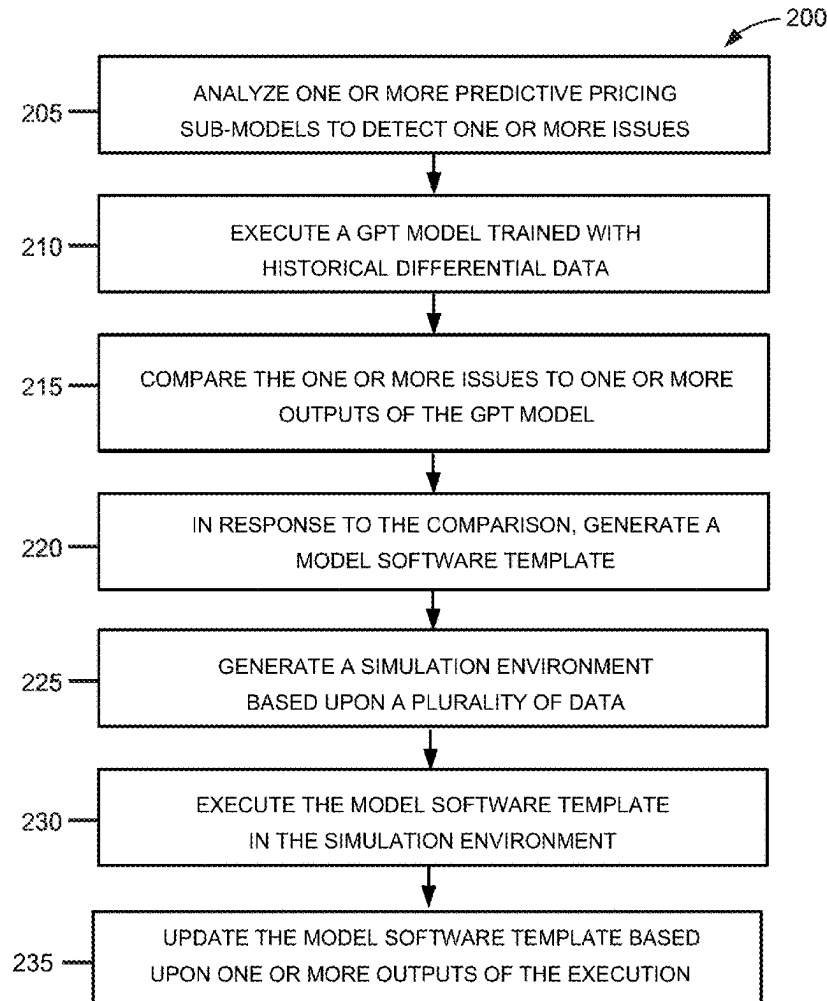 200
205
ANALYZE ONE OR MORE PREDICTIVE PRICING
SUB-MODELS TO DETECT ONE OR MORE ISSUES
210
EXECUTE A GPT MODEL TRAINED WITH
HISTORICAL DIFFERENTIAL DATA
215
COMPARE THE ONE OR MORE ISSUES TO ONE OR MORE
OUTPUTS OF THE GPT MODEL
220
IN RESPONSE TO THE COMPARISON, GENERATE A
MODEL SOFTWARE TEMPLATE
225
GENERATE A SIMULATION ENVIRONMENT
BASED UPON A PLURALITY OF DATA
230
EXECUTE THE MODEL SOFTWARE TEMPLATE
IN THE SIMULATION ENVIRONMENT
235
UPDATE THE MODEL SOFTWARE TEMPLATE BASED
UPON ONE OR MORE OUTPUTS OF THE EXECUTION